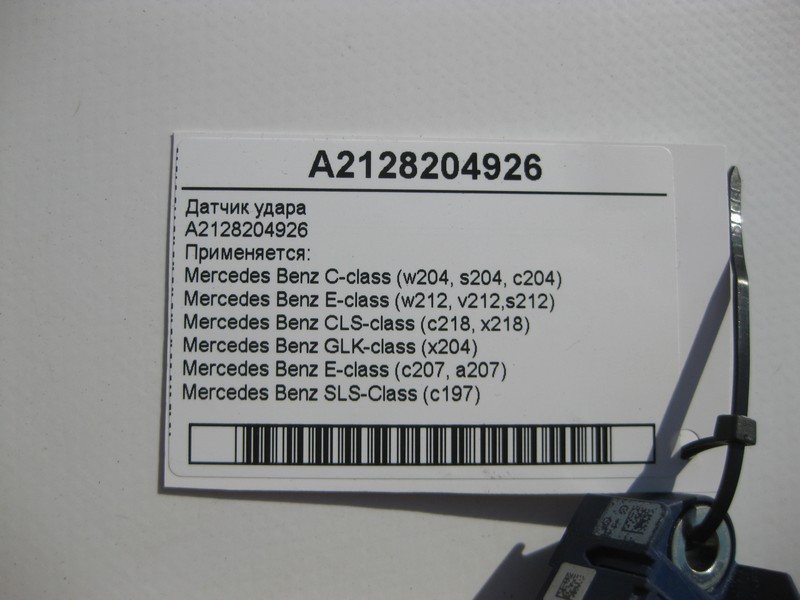 A2128204926
Датчик удара
A2128204926
Применяется:
Mercedes Benz C-class (w204, s204, c204)
Mercedes Benz E-class (w212, v212,s212)
Mercedes Benz CLS-class (c218, x218)
Mercedes Benz GLK-class (x204)
Mercedes Benz E-class (c207, a207)
Mercedes Benz SLS-Class (c197)